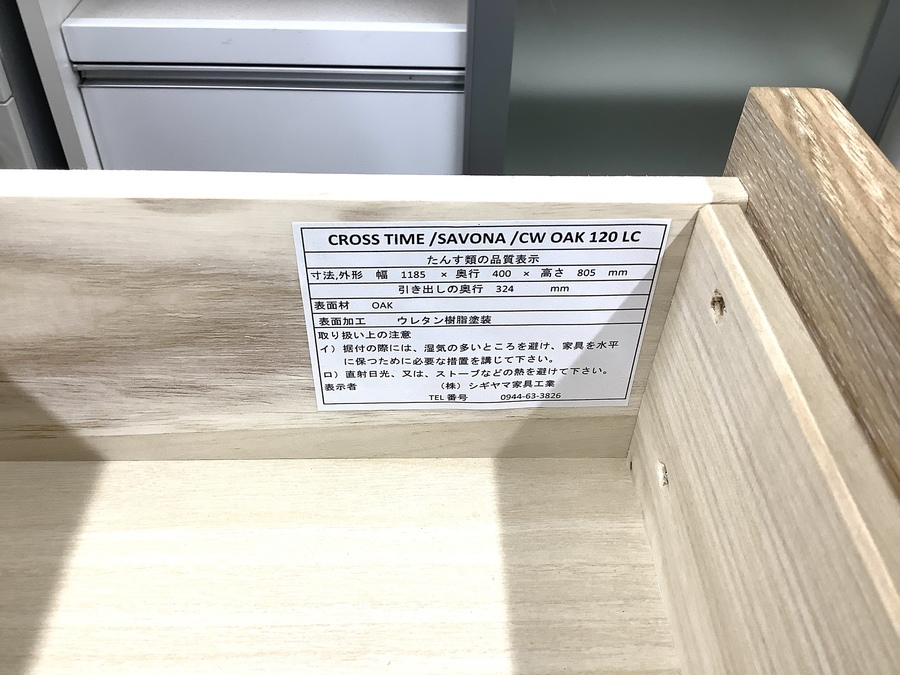 CROSS TIME /SAVONA /CW OAK 120 LC
たんす類の品質表示
寸法,外形 幅 1185 × 奥行 400 × 高さ 805 mm
引き出しの奥行 324 mm
表面材 OAK
表面加工 ウレタン樹脂塗装
取り扱い上の注意
イ）据付の際には、湿気の多いところを避け、家具を水平
に保つために必要な措置を講じて下さい。
ロ）直射日光、又は、ストーブなどの熱を避けて下さい。
表示者 （株）シギヤマ家具工業
TEL 番号 0944-63-3826